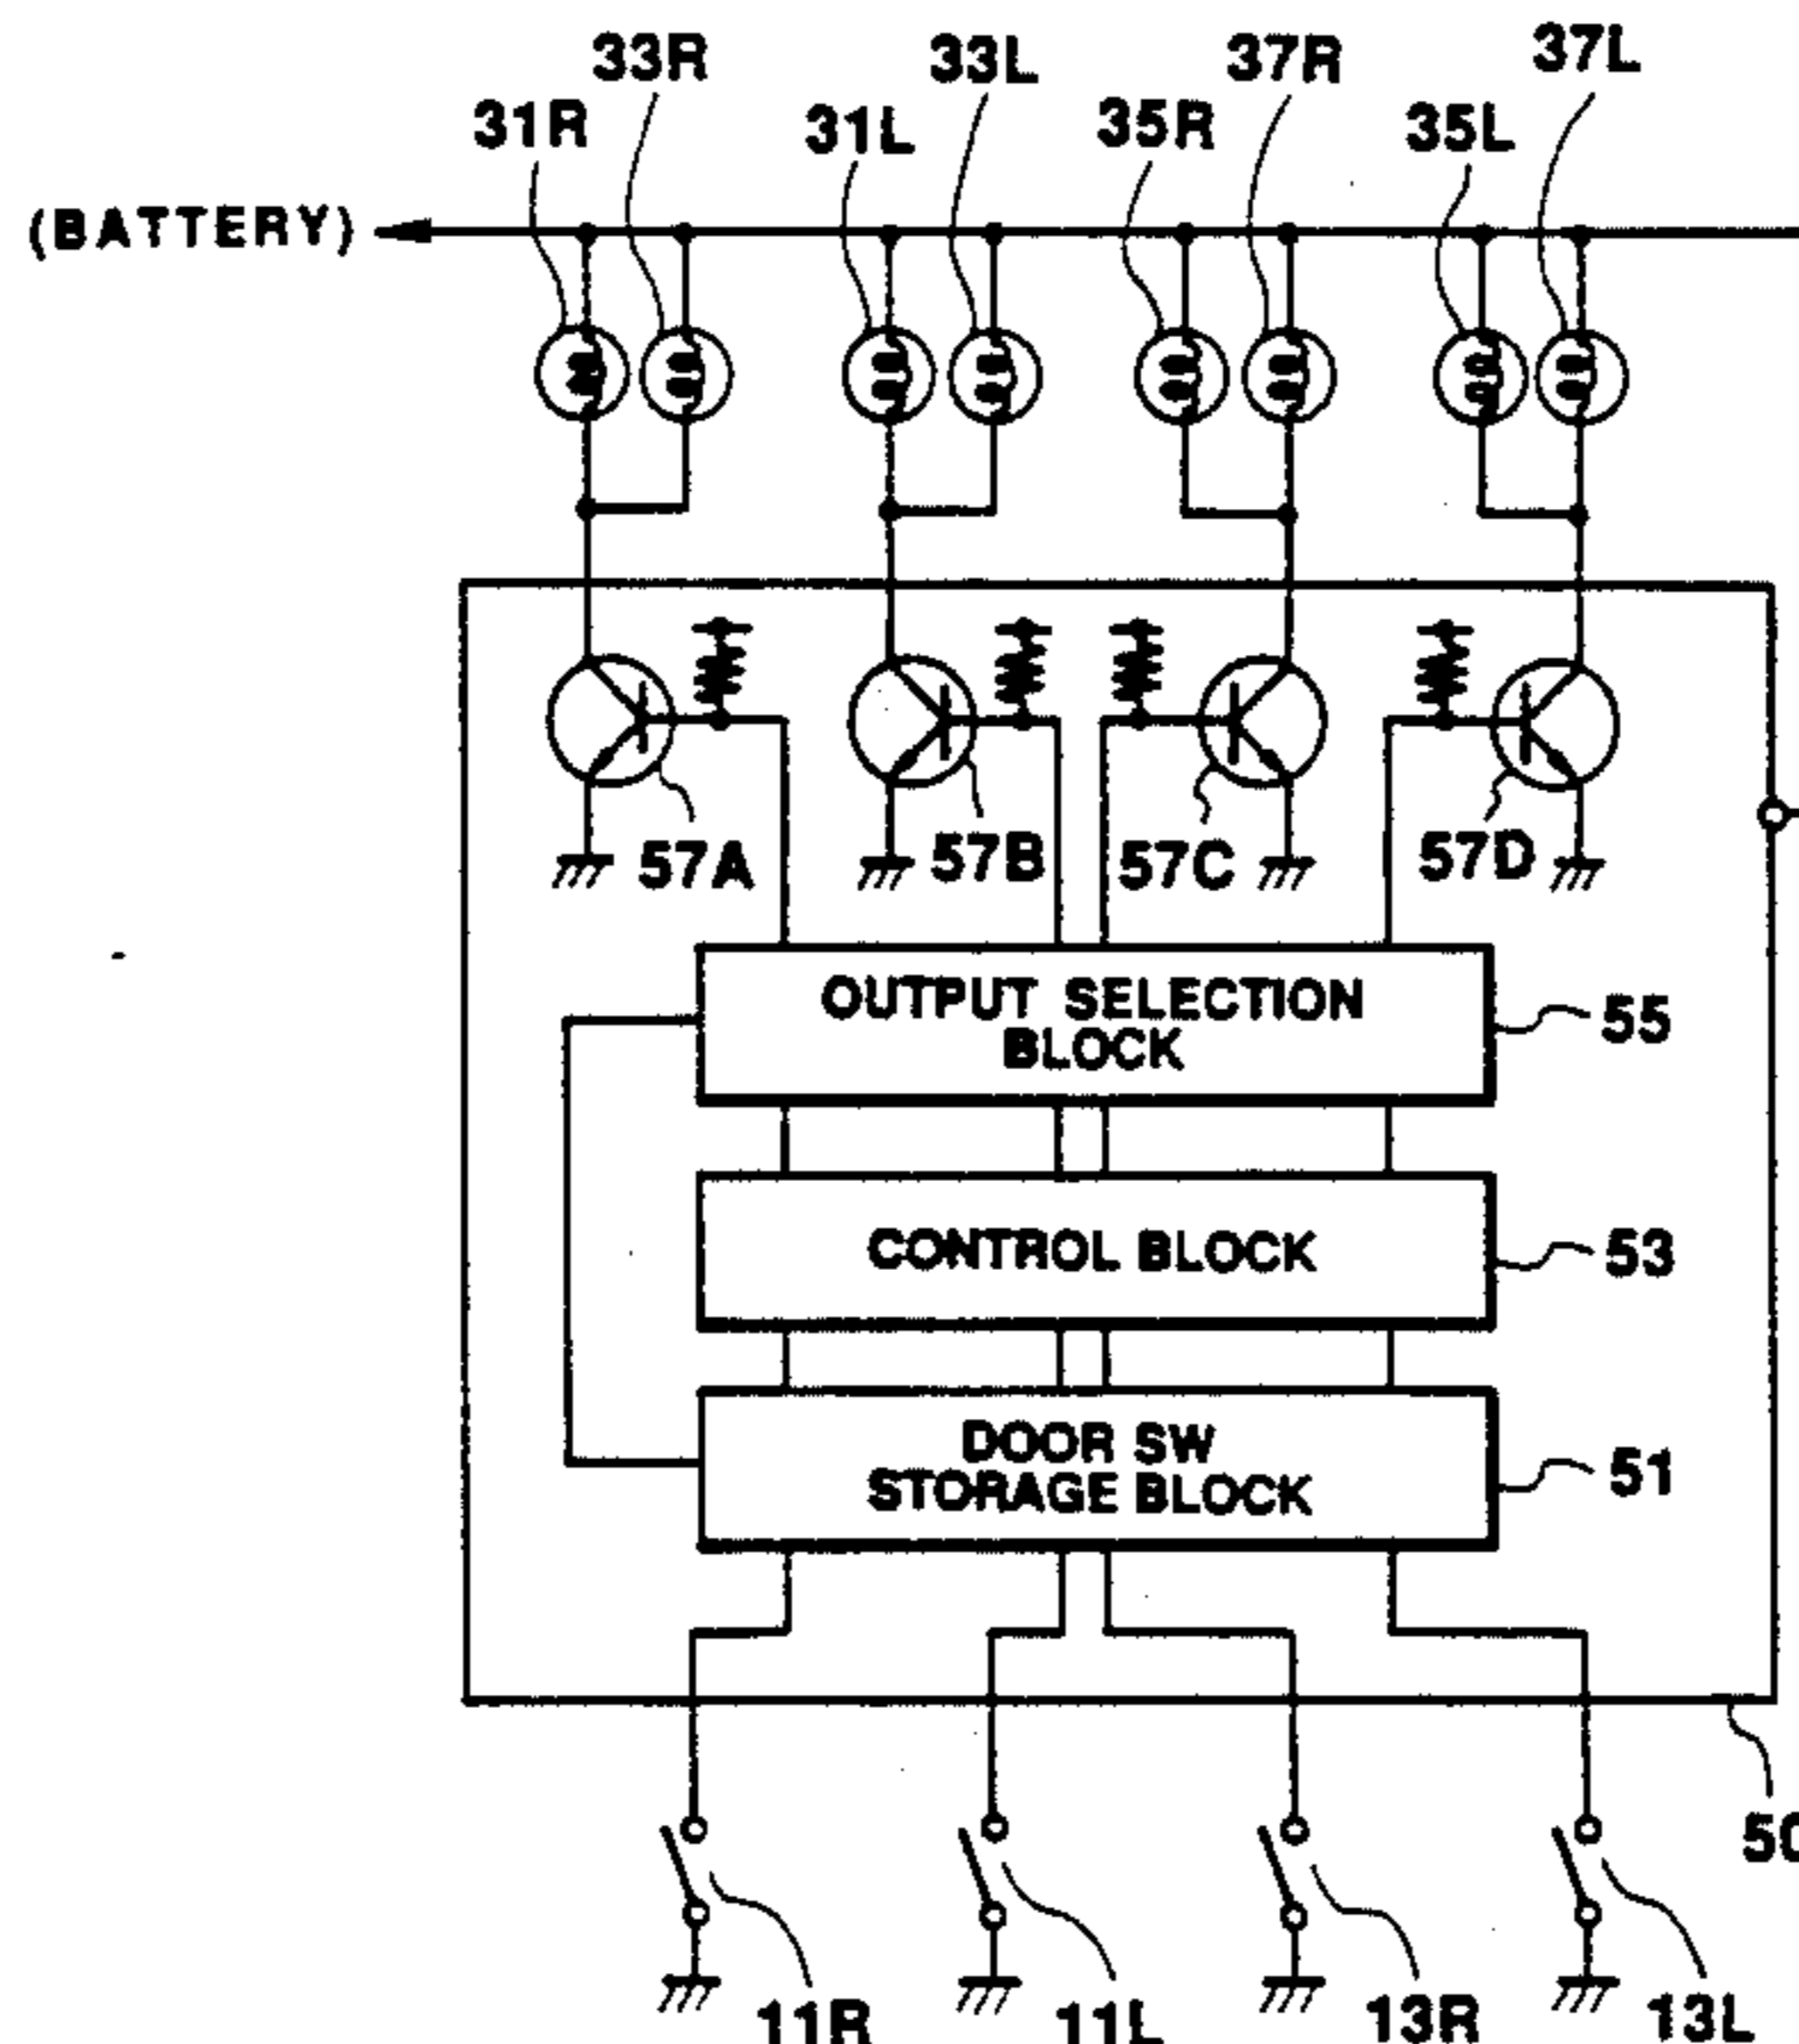 33R 33L 37R 37L
31R 31L 35R 35L
(BATTERY)
57A 57B 57C 57D
OUTPUT SELECTION
BLOCK
55
CONTROL BLOCK
53
DOOR SW
STORAGE BLOCK
51
11R 11L 13R 13L